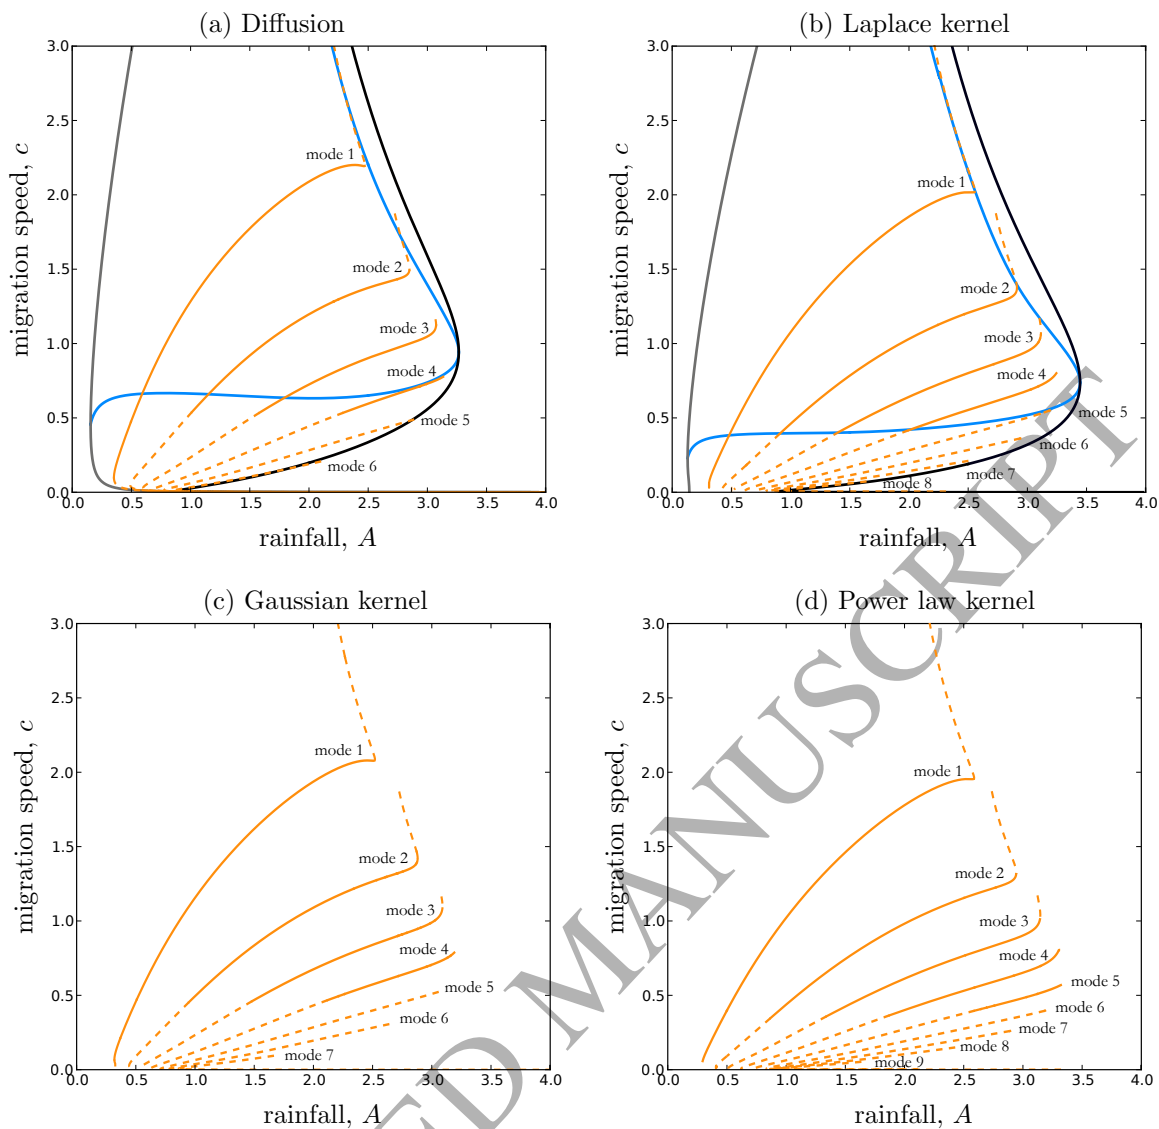 (a) Diffusion
3.0
2.5
2.0
1.5
1.0
0.5
0.0
0.0 0.5 1.0 1.5 2.0 2.5 3.0 3.5 4.0
migration speed, c
rainfall, A
mode 1
mode 2
mode 3
mode 4
mode 5
mode 6
(b) Laplace kernel
3.0
2.5
2.0
1.5
1.0
0.5
0.0
0.0 0.5 1.0 1.5 2.0 2.5 3.0 3.5 4.0
migration speed, c
rainfall, A
mode 1
mode 2
mode 3
mode 4
mode 5
mode 6
mode 7
mode 8
(c) Gaussian kernel
3.0
2.5
2.0
1.5
1.0
0.5
0.0
0.0 0.5 1.0 1.5 2.0 2.5 3.0 3.5 4.0
migration speed, c
rainfall, A
mode 1
mode 2
mode 3
mode 4
mode 5
mode 6
mode 7
(d) Power law kernel
3.0
2.5
2.0
1.5
1.0
0.5
0.0
0.0 0.5 1.0 1.5 2.0 2.5 3.0 3.5 4.0
migration speed, c
rainfall, A
mode 1
mode 2
mode 3
mode 4
mode 5
mode 6
mode 7
mode 8
mode 9
ED MANUSCRIPT